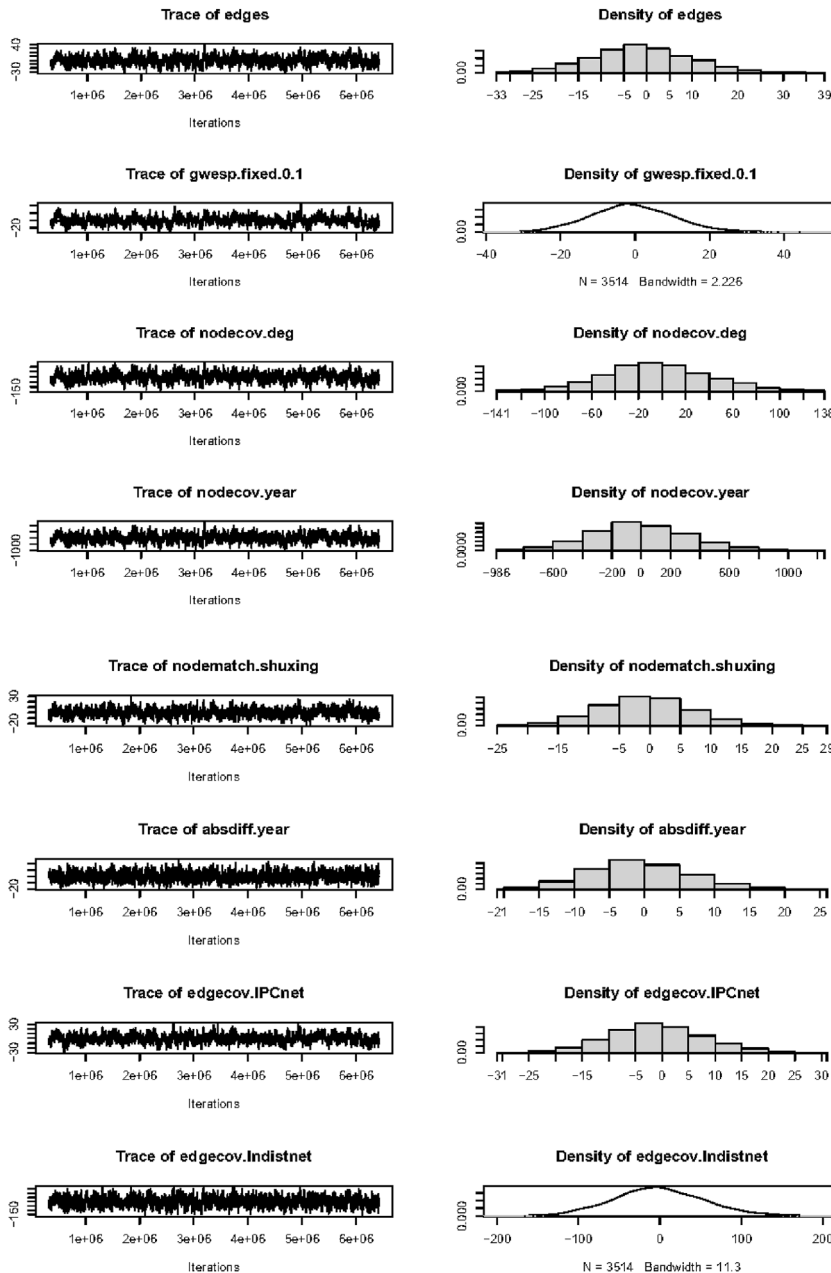 Trace of edges
Density of edges
40
-30
0.00
1e+06 2e+06 3e+06 4e+06 5e+06 6e+06
-33 -25 -15 -5 0 5 10 20 30 39
Iterations
Trace of gwesp.fixed.0.1
Density of gwesp.fixed.0.1
-20
0.00
1e+06 2e+06 3e+06 4e+06 5e+06 6e+06
-40 -20 0 20 40
Iterations
N = 3514 Bandwidth = 2.226
Trace of nodecov.deg
Density of nodecov.deg
-150
0.000
1e+06 2e+06 3e+06 4e+06 5e+06 6e+06
-141 -100 -60 -20 20 60 100 138
Iterations
Trace of nodecov.year
Density of nodecov.year
-1000
0.0000
1e+06 2e+06 3e+06 4e+06 5e+06 6e+06
-986 -600 -200 0 200 600 1000
Iterations
Trace of nodematch.shuxing
Density of nodematch.shuxing
30
-20
0.00
1e+06 2e+06 3e+06 4e+06 5e+06 6e+06
-25 -15 -5 0 5 10 15 20 25 29
Iterations
Trace of absdiff.year
Density of absdiff.year
-20
0.00
1e+06 2e+06 3e+06 4e+06 5e+06 6e+06
-21 -15 -10 -5 0 5 10 15 20 25
Iterations
Trace of edgecov.IPCnet
Density of edgecov.IPCnet
30
-30
0.00
1e+06 2e+06 3e+06 4e+06 5e+06 6e+06
-31 -25 -15 -5 0 5 10 15 20 25 30
Iterations
Trace of edgecov.Indistnet
Density of edgecov.Indistnet
-150
0.000
1e+06 2e+06 3e+06 4e+06 5e+06 6e+06
-200 -100 0 100 200
Iterations
N = 3514 Bandwidth = 11.3